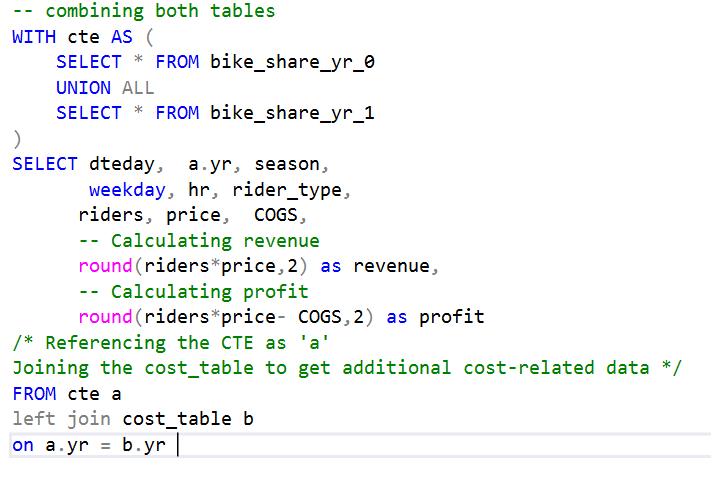 -- combining both tables
WITH cte AS (
    SELECT * FROM bike_share_yr_0
    UNION ALL
    SELECT * FROM bike_share_yr_1
)
SELECT dteday,  a.yr, season,
       weekday, hr, rider_type,
      riders, price,  COGS,
      -- Calculating revenue
      round(riders*price,2) as revenue,
      -- Calculating profit
      round(riders*price- COGS,2) as profit
/* Referencing the CTE as 'a'
Joining the cost_table to get additional cost-related data */
FROM cte a
left join cost_table b
on a.yr = b.yr